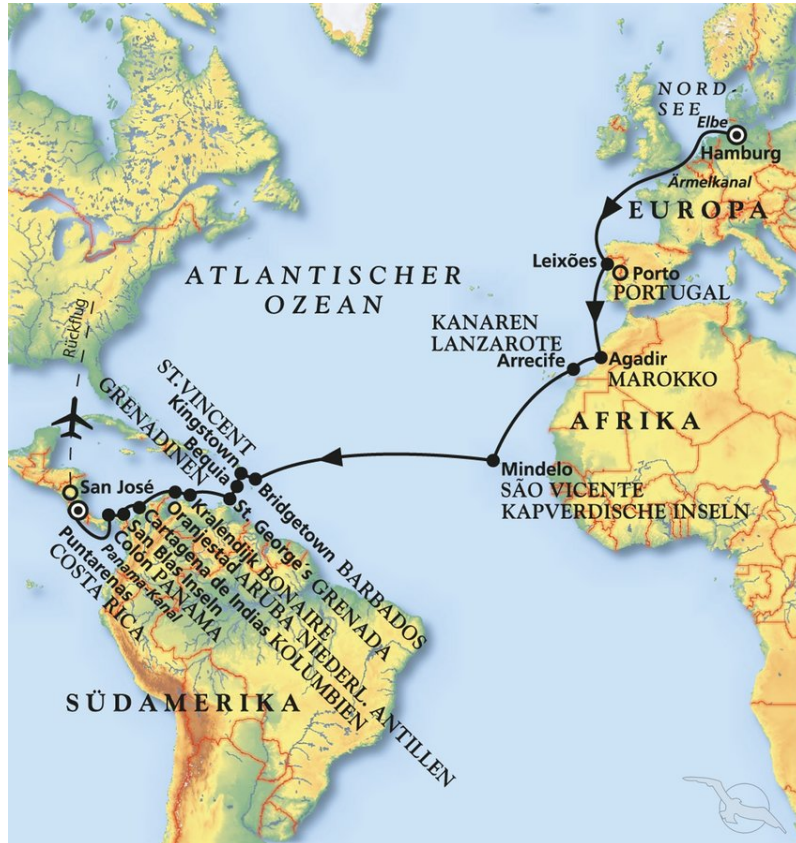 NORD-
SEE
Elbe
Hamburg
Ärmelkanal
EUROPA
Leixões
Porto
PORTUGAL
ATLANTISCHER
OZEAN
KANAREN
LANZAROTE
Arrecife
Agadir
MAROKKO
AFRIKA
Rückflug
ST.VINCENT
Kingstown
Bequia
GRENADINEN
Mindelo
SÃO VICENTE
KAPVERDISCHE INSELN
San José
Bridgetown BARBADOS
St. George's GRENADA
Kralendijk BONAIRE
Oranjestad ARUBA NIEDERL. ANTILLEN
Cartagena de Indias KOLUMBIEN
San Blas Inseln
Colón PANAMA
Panama-Kanal
Puntarenas
COSTA RICA
SÜDAMERIKA